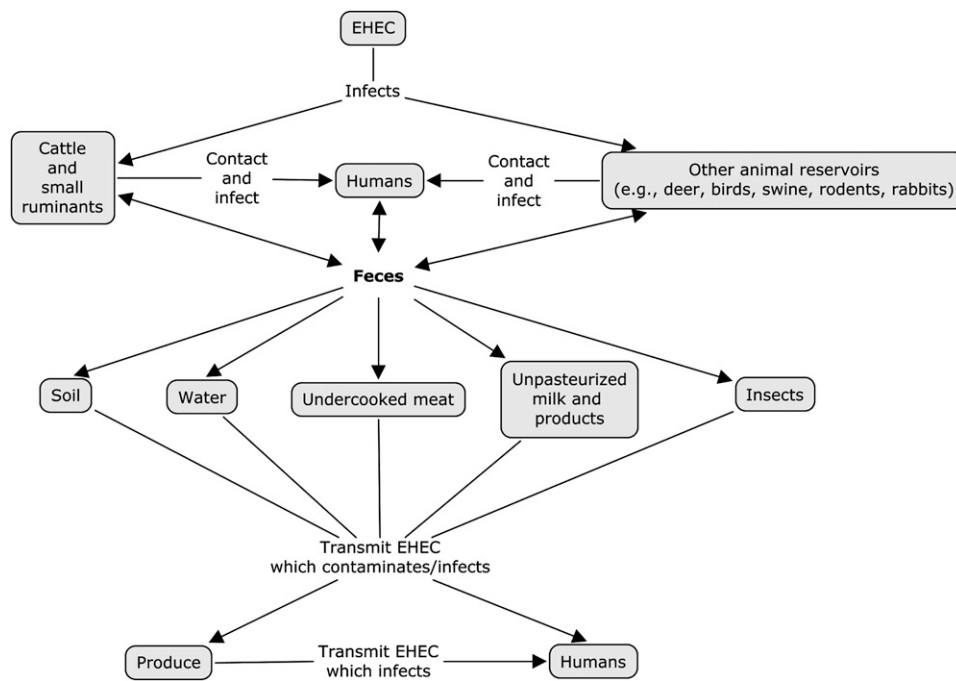 EHEC
Infects
Cattle
and
small
ruminants
Contact
and
infect
Humans
Contact
and
infect
Other animal reservoirs
(e.g., deer, birds, swine, rodents, rabbits)
Feces
Soil
Water
Undercooked meat
Unpasteurized
milk and
products
Insects
Transmit EHEC
which contaminates/infects
Produce
Transmit EHEC
which infects
Humans